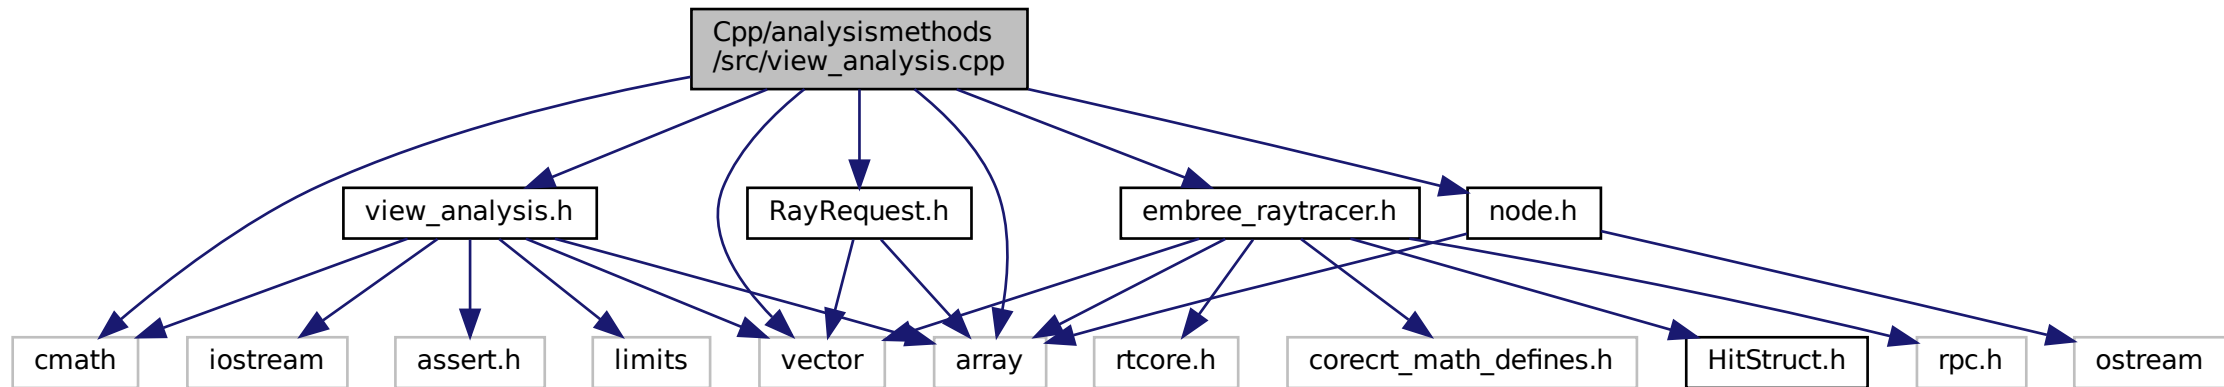 Cpp/analysismethods
/src/view_analysis.cpp
view_analysis.h
RayRequest.h
embree_raytracer.h
node.h
cmath
iostream
assert.h
limits
vector
array
rtcore.h
corecrt_math_defines.h
HitStruct.h
rpc.h
ostream